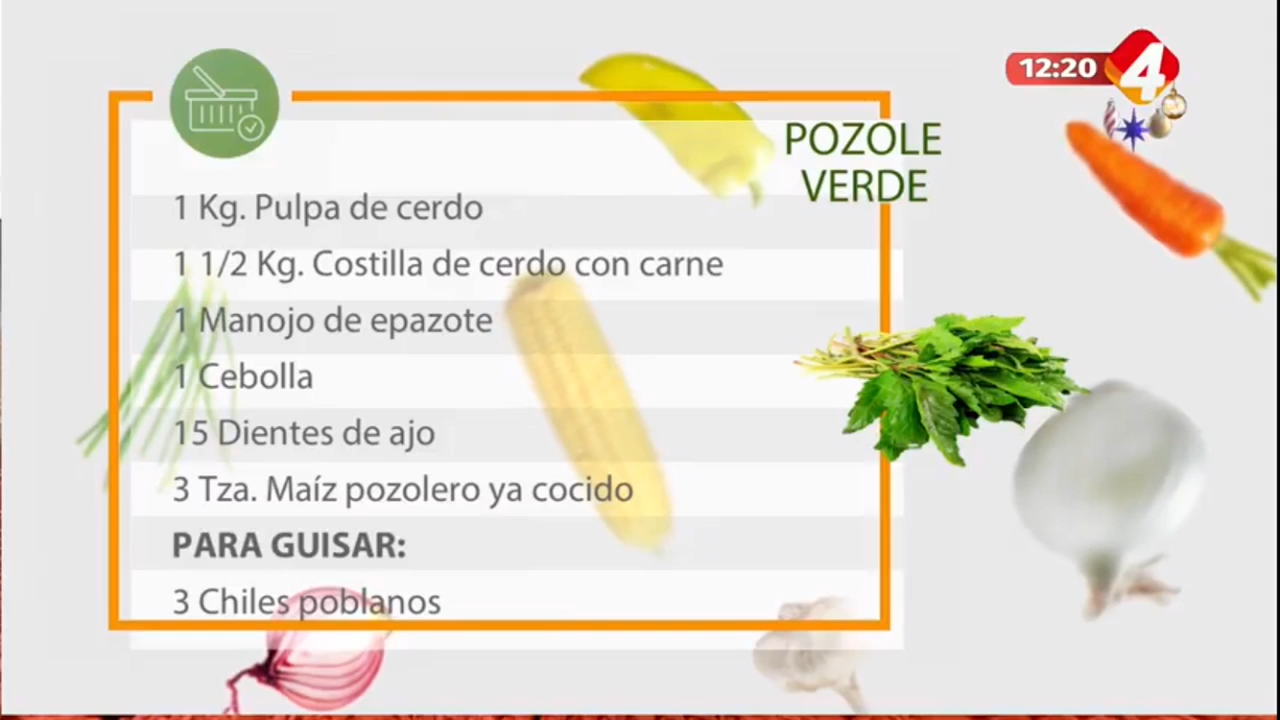 12:20 4
POZOLE
VERDE
1 Kg. Pulpa de cerdo
1 1/2 Kg. Costilla de cerdo con carne
1 Manojo de epazote
1 Cebolla
15 Dientes de ajo
3 Tza. Maíz pozolero ya cocido
PARA GUISAR:
3 Chiles poblanos